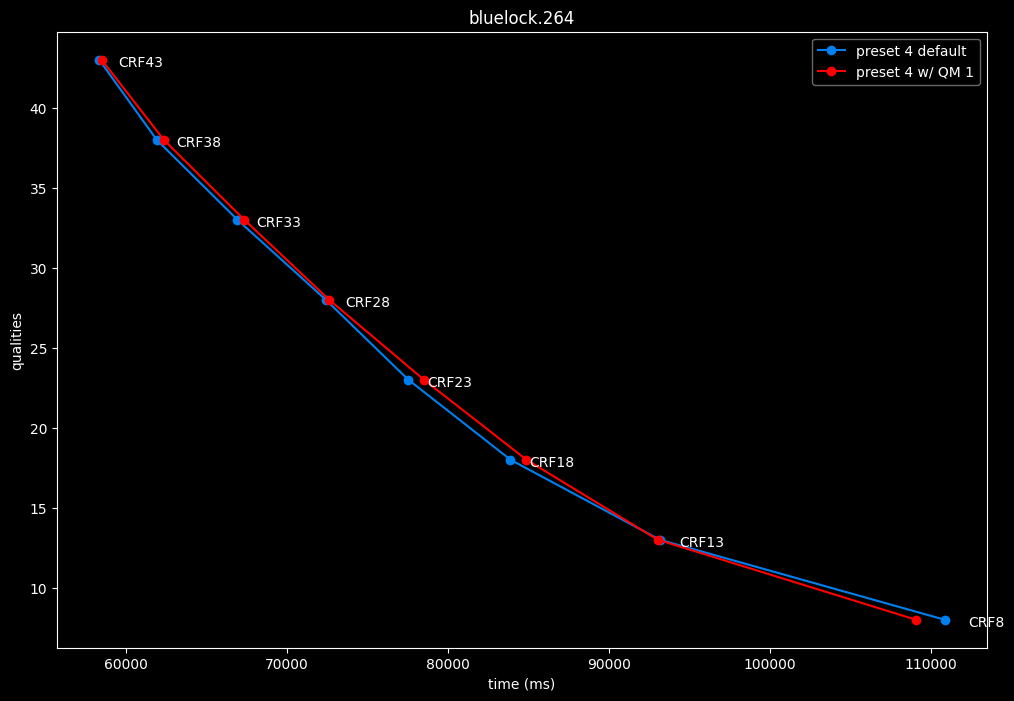 bluelock.264
preset 4 default
preset 4 w/ QM 1
CRF43
CRF38
CRF33
CRF28
CRF23
CRF18
CRF13
CRF8
qualities
40
35
30
25
20
15
10
60000
70000
80000
90000
100000
110000
time (ms)